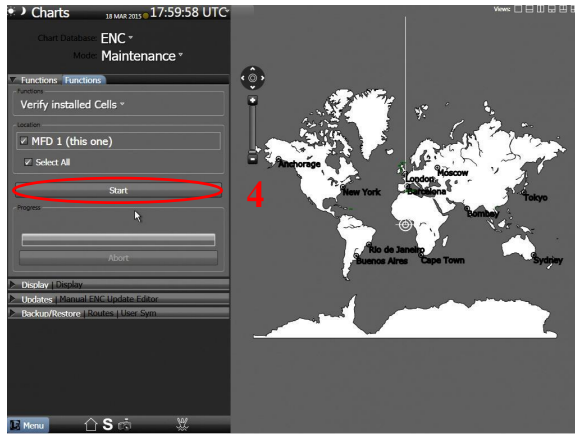 Charts 18 MAR 2015 17:59:58 UTC
Views:
Chart Database: ENC
Mode: Maintenance
Functions Functions
Functions
Verify installed Cells
Location
MFD 1 (this one)
Select All
Start
4
Progress
Abort
Display | Display
Updates | Manual ENC Update Editor
Backup/Restore | Routes | User Sym
Menu S
Anchorage
Moscow
London
New York
Barcelona
Tokyo
Bombay
Rio de Janeiro
Buenos Aires
Cape Town
Sydney